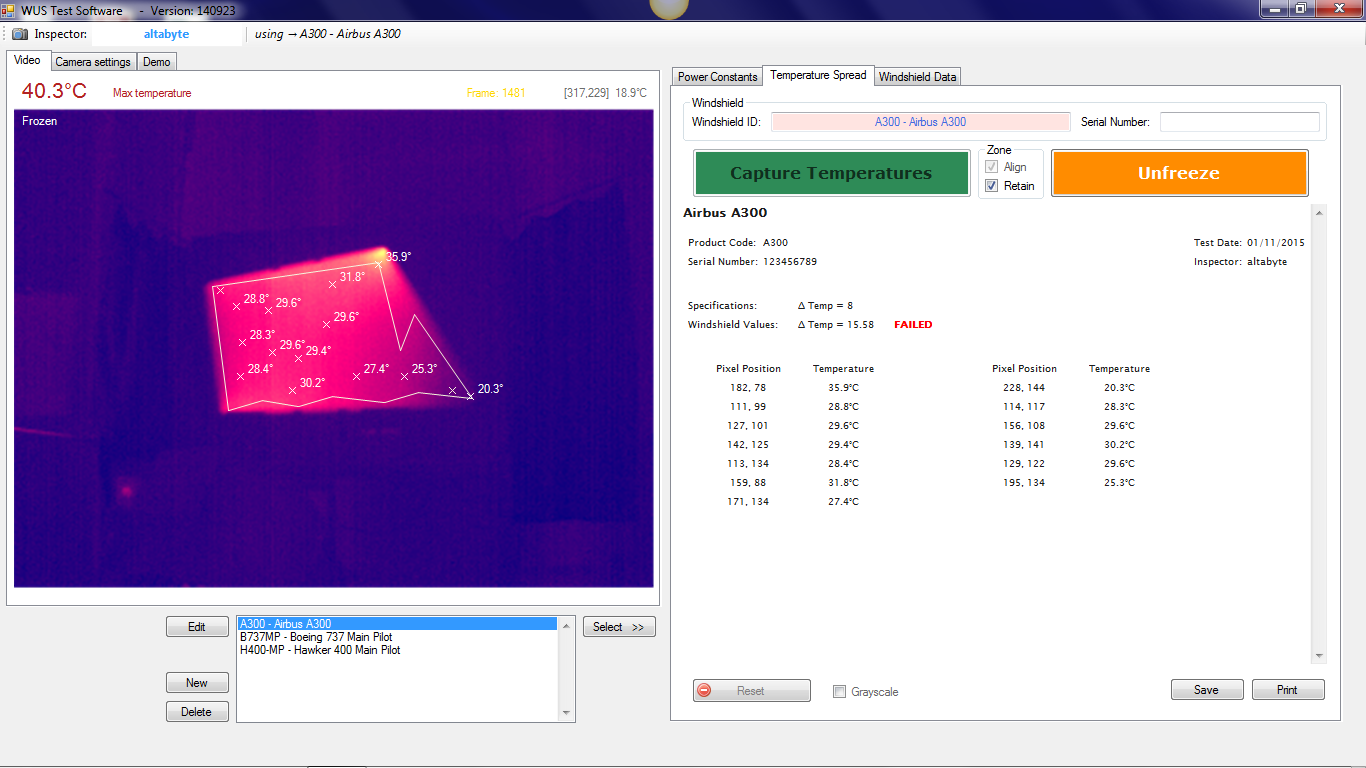 WUS Test Software - Version: 140923
Inspector: altabyte using → A300 - Airbus A300
Video Camera settings Demo
40.3°C Max temperature Frame: 1481 [317,229] 18.9°C
Frozen
35.9°
31.8°
28.8°
29.6°
29.6°
28.3°
29.6°
29.4°
28.4°
30.2°
27.4°
25.3°
20.3°
Edit
New
Delete
A300 - Airbus A300
B737MP - Boeing 737 Main Pilot
H400-MP - Hawker 400 Main Pilot
Select >>
Power Constants Temperature Spread Windshield Data
Windshield
Windshield ID: A300 - Airbus A300 Serial Number:
Capture Temperatures
Zone
Align
Retain
Unfreeze
Airbus A300
Product Code: A300 Test Date: 01/11/2015
Serial Number: 123456789 Inspector: altabyte
Specifications: Δ Temp = 8
Windshield Values: Δ Temp = 15.58 FAILED
Pixel Position Temperature Pixel Position Temperature
182, 78 35.9°C 228, 144 20.3°C
111, 99 28.8°C 114, 117 28.3°C
127, 101 29.6°C 156, 108 29.6°C
142, 125 29.4°C 139, 141 30.2°C
113, 134 28.4°C 129, 122 29.6°C
159, 88 31.8°C 195, 134 25.3°C
171, 134 27.4°C
Reset Grayscale Save Print